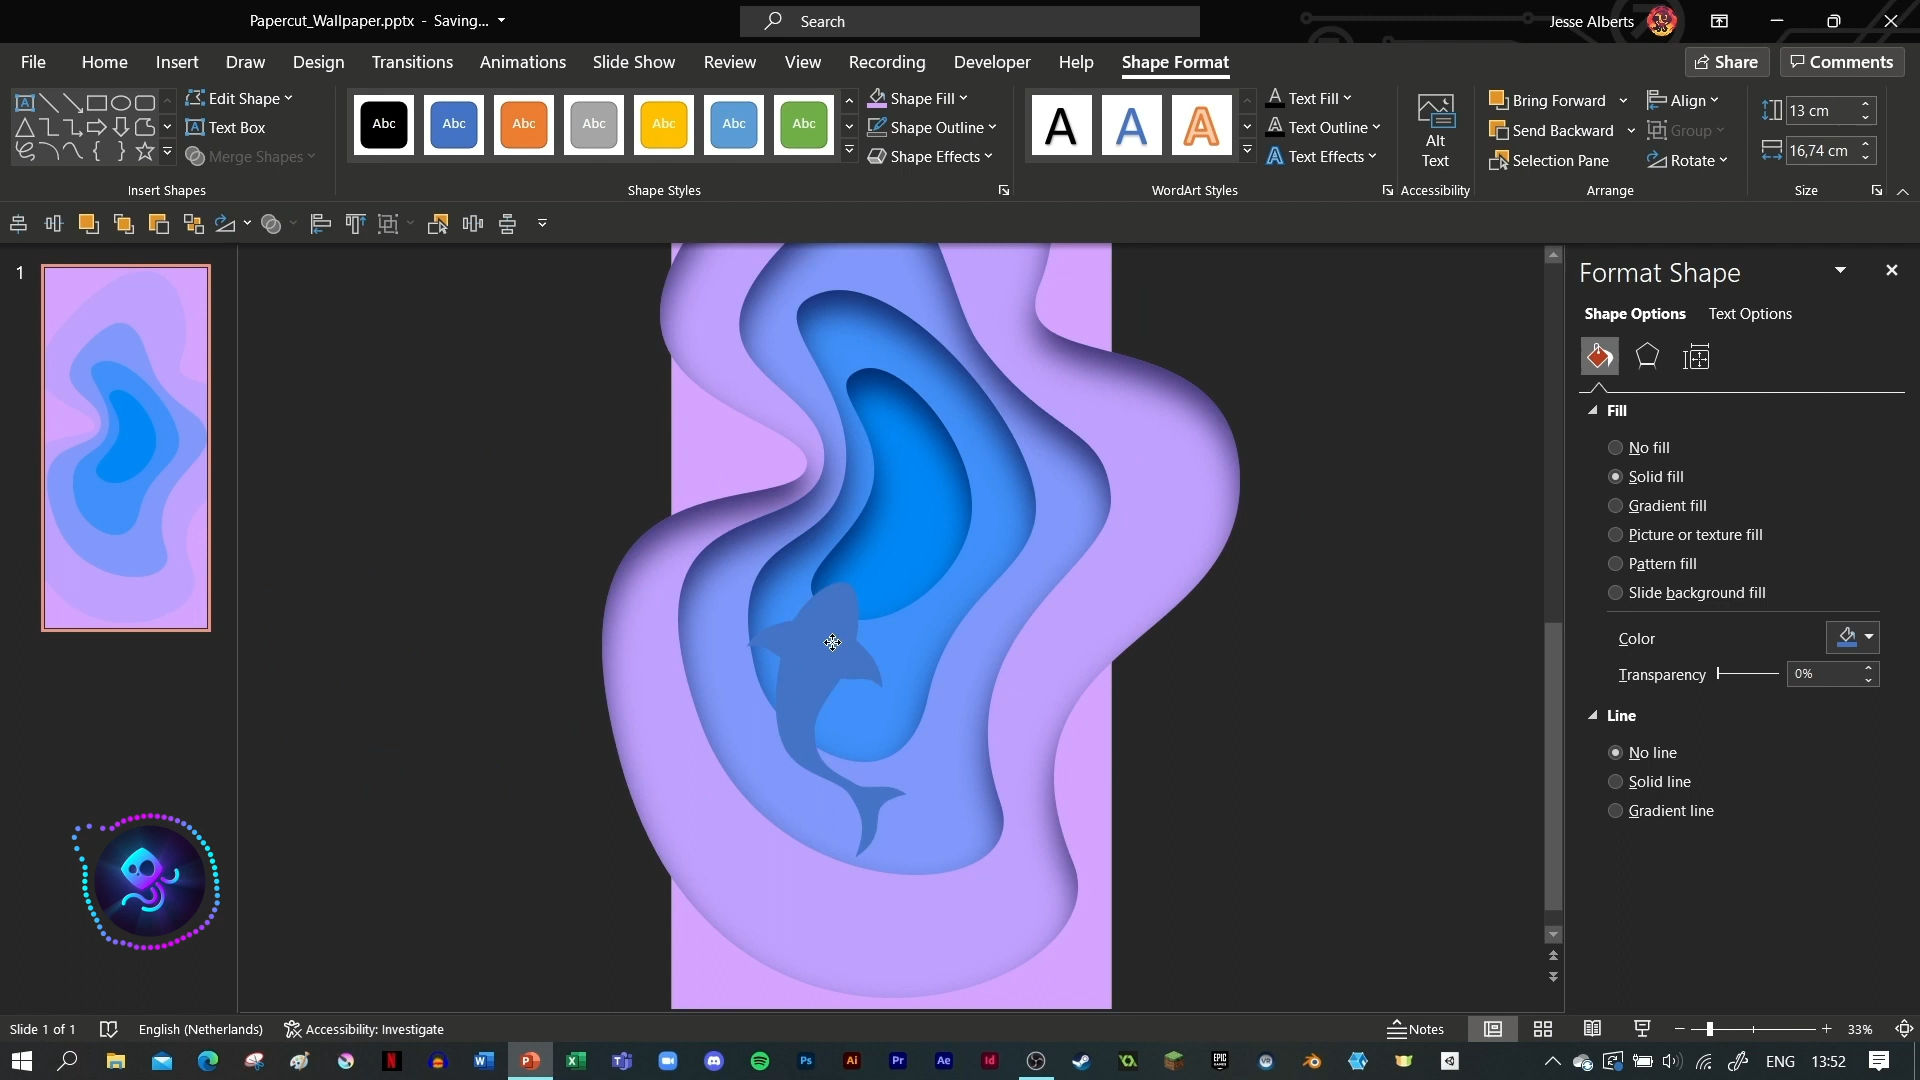 Papercut_Wallpaper.pptx - Saving...
Search
Jesse Alberts
File Home Insert Draw Design Transitions Animations Slide Show Review View Recording Developer Help Shape Format
Share Comments
Edit Shape
Text Box
Merge Shapes
Insert Shapes
Abc Abc Abc Abc Abc Abc Abc
Shape Fill
Shape Outline
Shape Effects
Shape Styles
A A A
Text Fill
Text Outline
Text Effects
WordArt Styles
Alt
Text
Accessibility
Bring Forward
Send Backward
Selection Pane
Align
Group
Rotate
Arrange
13 cm
16,74 cm
Size
1
Format Shape
Shape Options Text Options
Fill
No fill
Solid fill
Gradient fill
Picture or texture fill
Pattern fill
Slide background fill
Color
Transparency 0%
Line
No line
Solid line
Gradient line
Slide 1 of 1 English (Netherlands) Accessibility: Investigate
Notes 33%
ENG 13:52